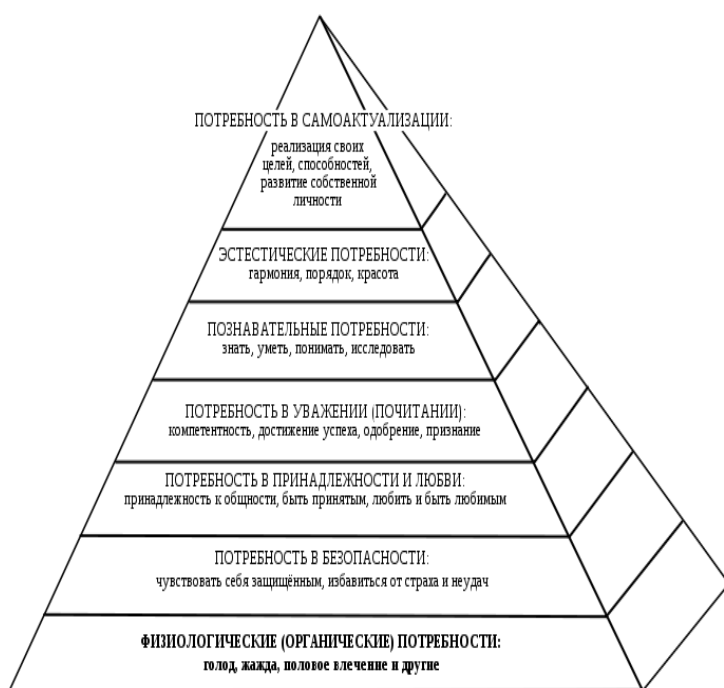 ПОТРЕБНОСТЬ В САМОАКТУАЛИЗАЦИИ:
реализация своих
целей, способностей,
развитие собственной
личности
ЭСТЕСТИЧЕСКИЕ ПОТРЕБНОСТИ:
гармония, порядок, красота
ПОЗНАВАТЕЛЬНЫЕ ПОТРЕБНОСТИ:
знать, уметь, понимать, исследовать
ПОТРЕБНОСТЬ В УВАЖЕНИИ (ПОЧИТАНИИ):
компетентность, достижение успеха, одобрение, признание
ПОТРЕБНОСТЬ В ПРИНАДЛЕЖНОСТИ И ЛЮБВИ:
принадлежность к общности, быть принятым, любить и быть любимым
ПОТРЕБНОСТЬ В БЕЗОПАСНОСТИ:
чувствовать себя защищённым, избавиться от страха и неудач
ФИЗИОЛОГИЧЕСКИЕ (ОРГАНИЧЕСКИЕ) ПОТРЕБНОСТИ:
голод, жажда, половое влечение и другие